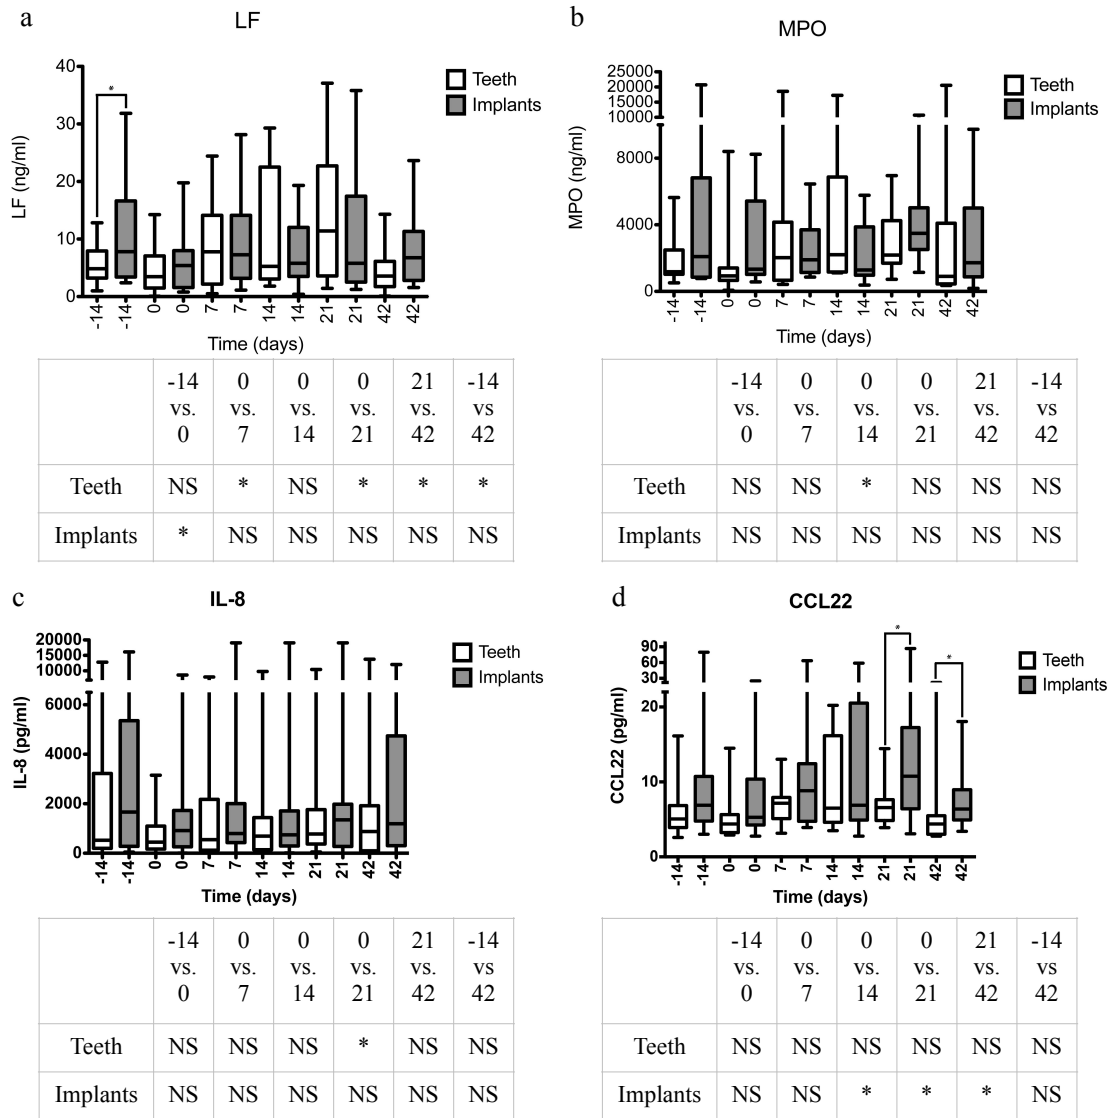 a
LF
40
30
20
10
0
LF (ng/ml)
*
Teeth
Implants
-14 -14 0 0 7 7 14 14 21 21 42 42
Time (days)
-14 0 0 0 21 -14
vs. vs. vs. vs. vs. vs
0 7 14 21 42 42
Teeth NS * NS * * *
Implants * NS NS NS NS NS
b
MPO
25000
20000
15000
10000
8000
4000
0
MPO (ng/ml)
Teeth
Implants
-14 -14 0 0 7 7 14 14 21 21 42 42
Time (days)
-14 0 0 0 21 -14
vs. vs. vs. vs. vs. vs
0 7 14 21 42 42
Teeth NS NS * NS NS NS
Implants NS NS NS NS NS NS
c
IL-8
20000
15000
10000
6000
4000
2000
0
IL-8 (pg/ml)
Teeth
Implants
-14 -14 0 0 7 7 14 14 21 21 42 42
Time (days)
-14 0 0 0 21 -14
vs. vs. vs. vs. vs. vs
0 7 14 21 42 42
Teeth NS NS NS * NS NS
Implants NS NS NS NS NS NS
d
CCL22
90
60
30
20
10
0
CCL22 (pg/ml)
*
*
Teeth
Implants
-14 -14 0 0 7 7 14 14 21 21 42 42
Time (days)
-14 0 0 0 21 -14
vs. vs. vs. vs. vs. vs
0 7 14 21 42 42
Teeth NS NS NS NS NS NS
Implants NS NS * * * NS